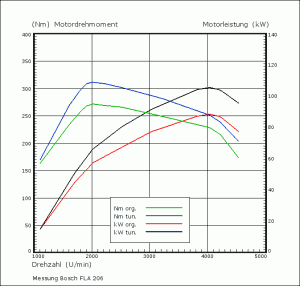 (Nm) Motordrehmoment Motorleistung (kW)
400 140
350 120
300 100
250
200 80
150 60
100 40
50 20
0 0
Nm org.
Nm tun.
kW org.
kW tun.
1000 2000 3000 4000 5000
Drehzahl (U/min)
Messung Bosch FLA 206